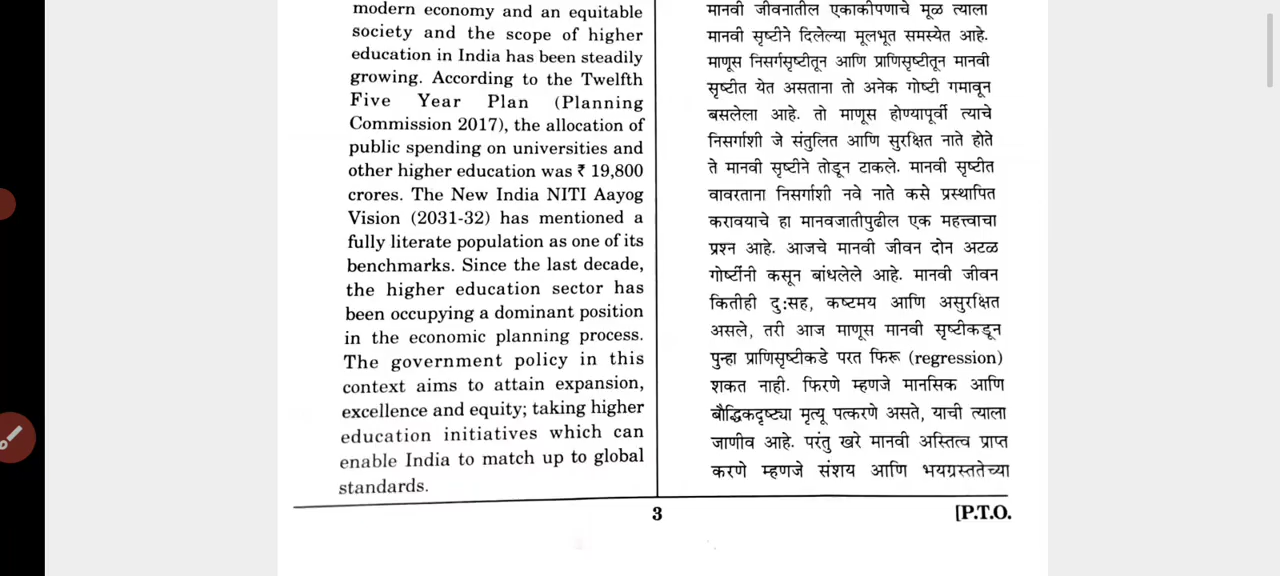 modern economy and an equitable
society and the scope of higher
education in India has been steadily
growing. According to the Twelfth
Five Year Plan (Planning
Commission 2017), the allocation of
public spending on universities and
other higher education was ₹ 19,800
crores. The New India NITI Aayog
Vision (2031-32) has mentioned a
fully literate population as one of its
benchmarks. Since the last decade,
the higher education sector has
been occupying a dominant position
in the economic planning process.
The government policy in this
context aims to attain expansion,
excellence and equity; taking higher
education initiatives which can
enable India to match up to global
standards.
मानवी जीवनातील एकाकीपणाचे मूळ त्याला
मानवी सृष्टीने दिलेल्या मूलभूत समस्येत आहे.
माणूस निसर्गसृष्टीतून आणि प्राणिसृष्टीतून मानवी
सृष्टीत येत असताना तो अनेक गोष्टी गमावून
बसलेला आहे. तो माणूस होण्यापूर्वी त्याचे
निसर्गाशी जे संतुलित आणि सुरक्षित नाते होते
ते मानवी सृष्टीने तोडून टाकले. मानवी सृष्टीत
वावरताना निसर्गाशी नवे नाते कसे प्रस्थापित
करावयाचे हा मानवजातीपुढील एक महत्त्वाचा
प्रश्न आहे. आजचे मानवी जीवन दोन अटळ
गोष्टींनी कसून बांधलेले आहे. मानवी जीवन
कितीही दुःसह, कष्टमय आणि असुरक्षित
असले, तरी आज माणूस मानवी सृष्टीकडून
पुन्हा प्राणिसृष्टीकडे परत फिरू (regression)
शकत नाही. फिरणे म्हणजे मानसिक आणि
बौद्धिकदृष्ट्या मृत्यू पत्करणे असते, याची त्याला
जाणीव आहे. परंतु खरे मानवी अस्तित्व प्राप्त
करणे म्हणजे संशय आणि भयग्रस्ततेच्या
3
[P.T.O.